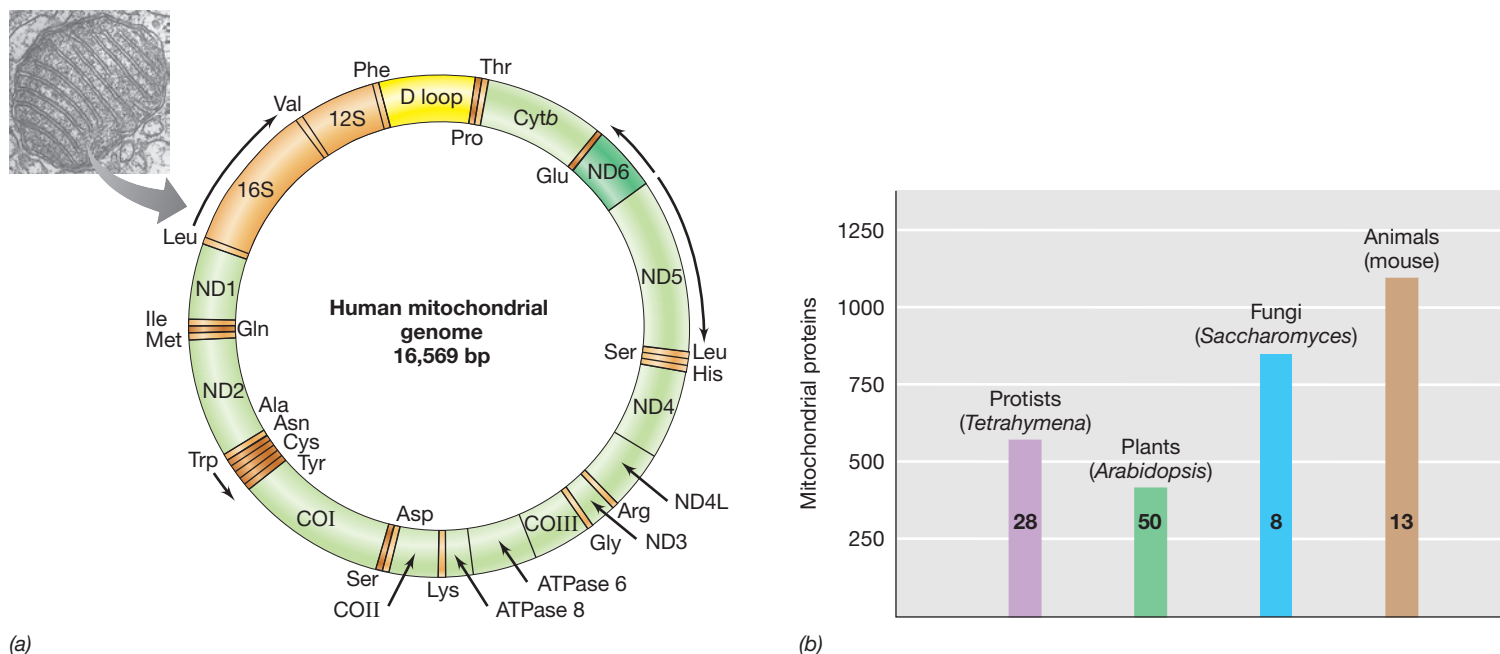 Phe
D loop
Thr
Val
12S
Pro
Cytb
Glu
ND6
16S
Leu
ND5
ND1
Human mitochondrial
genome
16,569 bp
Ile
Met
Gln
Ser
Leu
His
ND2
ND4
Ala
Asn
Cys
Tyr
Trp
ND4L
COI
Asp
COIII
Arg
Gly
ND3
Ser
COII
Lys
ATPase 6
ATPase 8
(a)
Mitochondrial proteins
1250
1000
750
500
250
Protists
(Tetrahymena)
28
Plants
(Arabidopsis)
50
Fungi
(Saccharomyces)
8
Animals
(mouse)
13
(b)